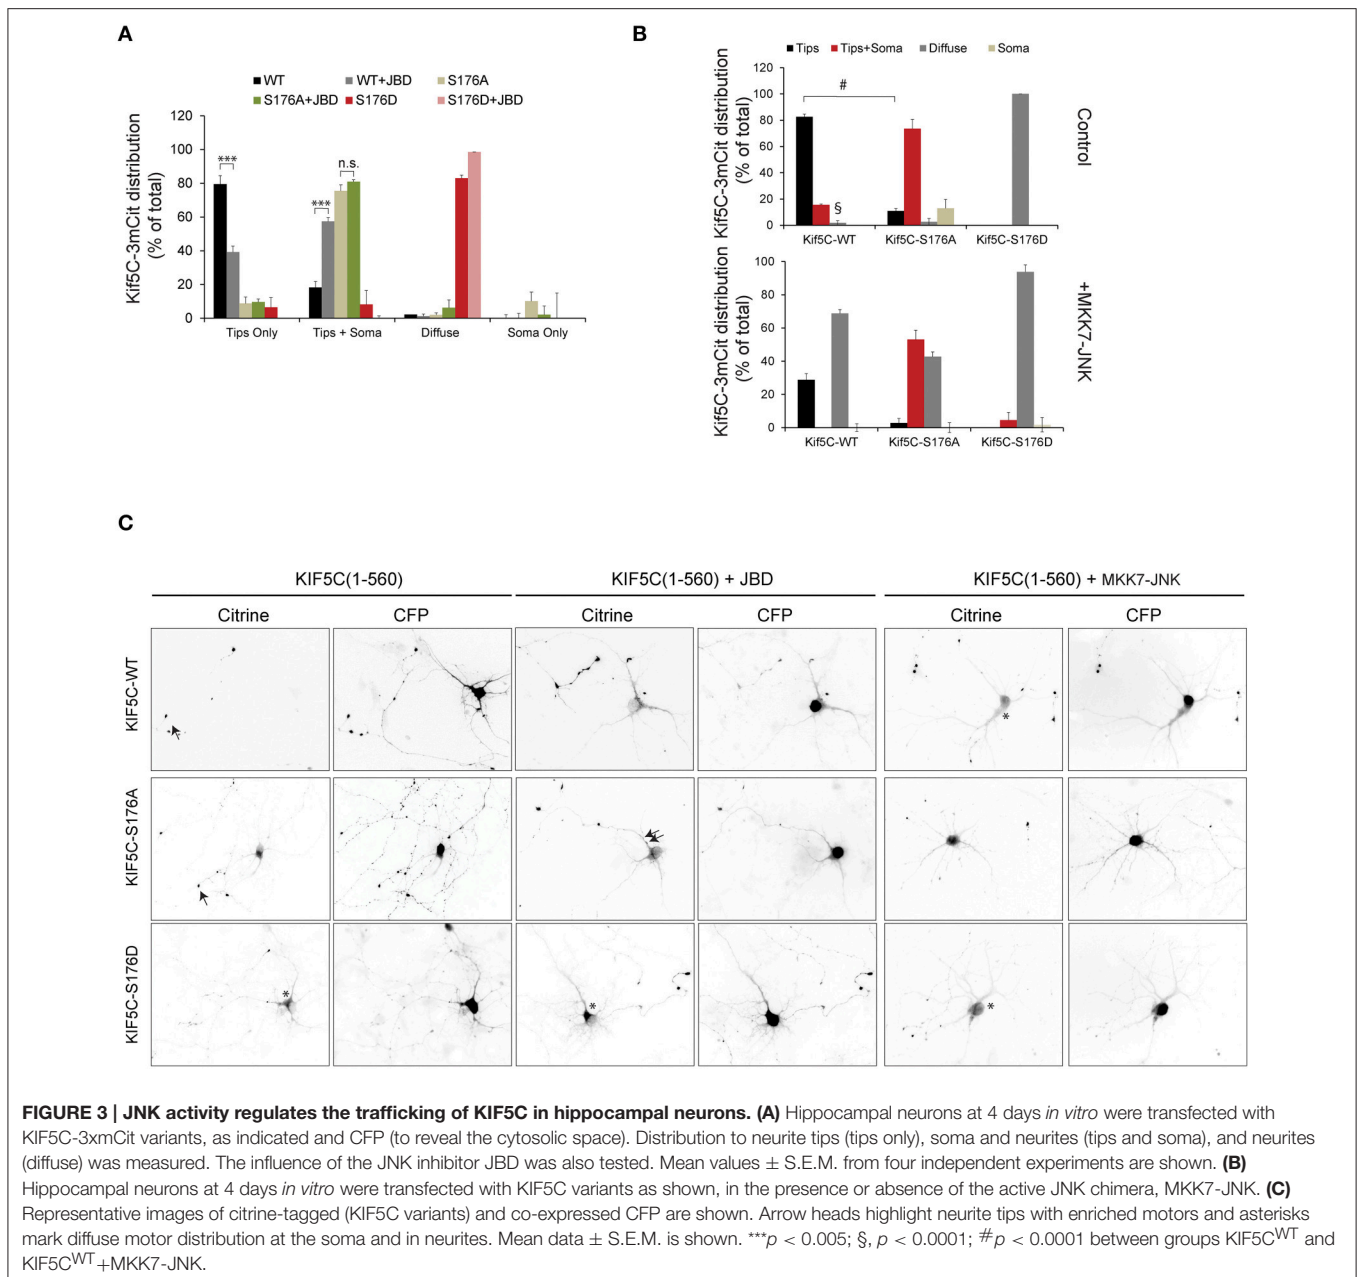 A
WT WT+JBD S176A
S176A+JBD S176D S176D+JBD
Kif5C-3mCit distribution
(% of total)
120
100
80
60
40
20
0
***
***
n.s.
Tips Only Tips + Soma Diffuse Soma Only
B
Tips Tips+Soma Diffuse Soma
Kif5C-3mCit distribution
(% of total)
120
100
80
60
40
20
0
#
§
Kif5C-WT Kif5C-S176A Kif5C-S176D
Control
Kif5C-3mCit distribution
(% of total)
100
80
60
40
20
0
Kif5C-WT Kif5C-S176A Kif5C-S176D
+MKK7-JNK
C
KIF5C(1-560) KIF5C(1-560) + JBD KIF5C(1-560) + MKK7-JNK
Citrine CFP Citrine CFP Citrine CFP
KIF5C-WT
*
KIF5C-S176A
KIF5C-S176D
* * *
FIGURE 3 | JNK activity regulates the trafficking of KIF5C in hippocampal neurons. (A) Hippocampal neurons at 4 days in vitro were transfected with
KIF5C-3xmCit variants, as indicated and CFP (to reveal the cytosolic space). Distribution to neurite tips (tips only), soma and neurites (tips and soma), and neurites
(diffuse) was measured. The influence of the JNK inhibitor JBD was also tested. Mean values ± S.E.M. from four independent experiments are shown. (B)
Hippocampal neurons at 4 days in vitro were transfected with KIF5C variants as shown, in the presence or absence of the active JNK chimera, MKK7-JNK. (C)
Representative images of citrine-tagged (KIF5C variants) and co-expressed CFP are shown. Arrow heads highlight neurite tips with enriched motors and asterisks
mark diffuse motor distribution at the soma and in neurites. Mean data ± S.E.M. is shown. ***p < 0.005; §, p < 0.0001; #p < 0.0001 between groups KIF5CWT and
KIF5CWT+MKK7-JNK.